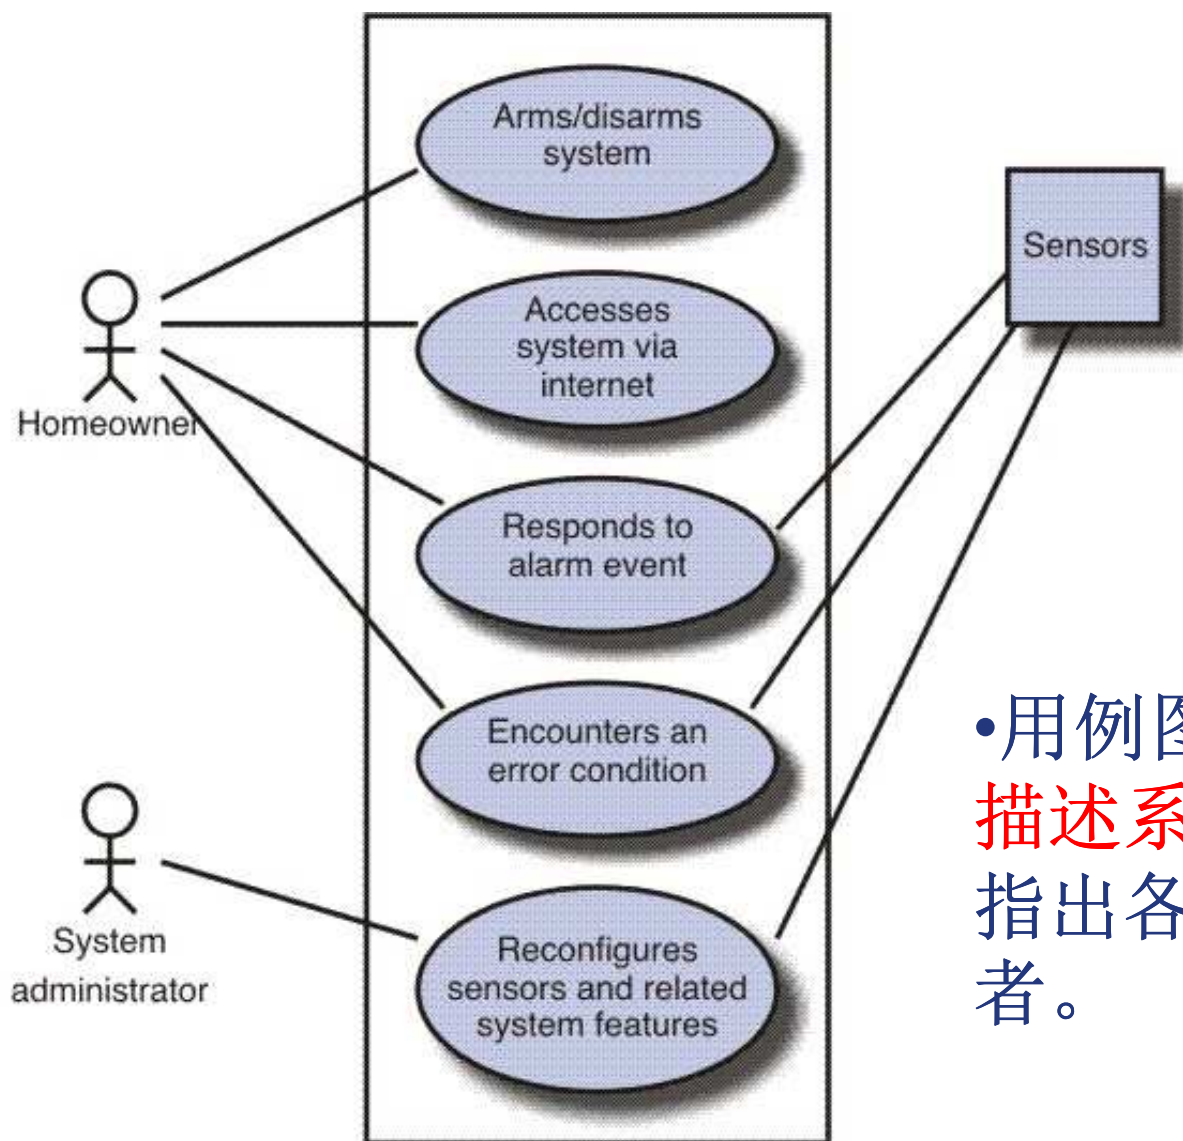 Arms/disarms
system
Sensors
Accesses
system via
internet
Homeowner
Responds to
alarm event
Encounters an
error condition
System
administrator
Reconfigures
sensors and related
system features
•用例图
描述系
指出各
者。